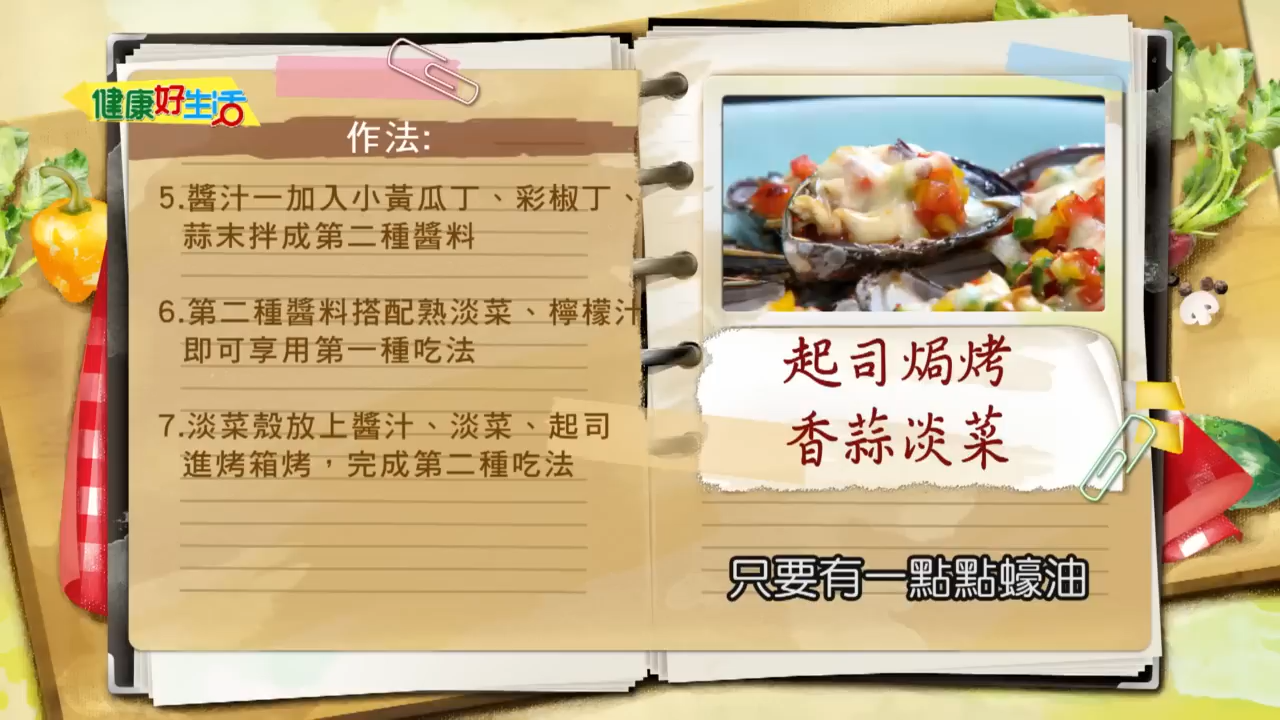 健康好生活
作法:
5.醬汁一加入小黃瓜丁、彩椒丁、
蒜末拌成第二種醬料
6.第二種醬料搭配熟淡菜、檸檬汁
即可享用第一種吃法
7.淡菜殼放上醬汁、淡菜、起司
進烤箱烤，完成第二種吃法
起司焗烤
香蒜淡菜
只要有一點點蠔油